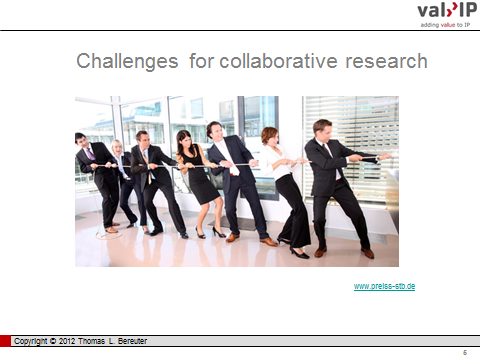 val>>IP
adding value to IP
Challenges for collaborative research
www.preiss-stb.de
Copyright © 2012 Thomas L. Bereuter
6